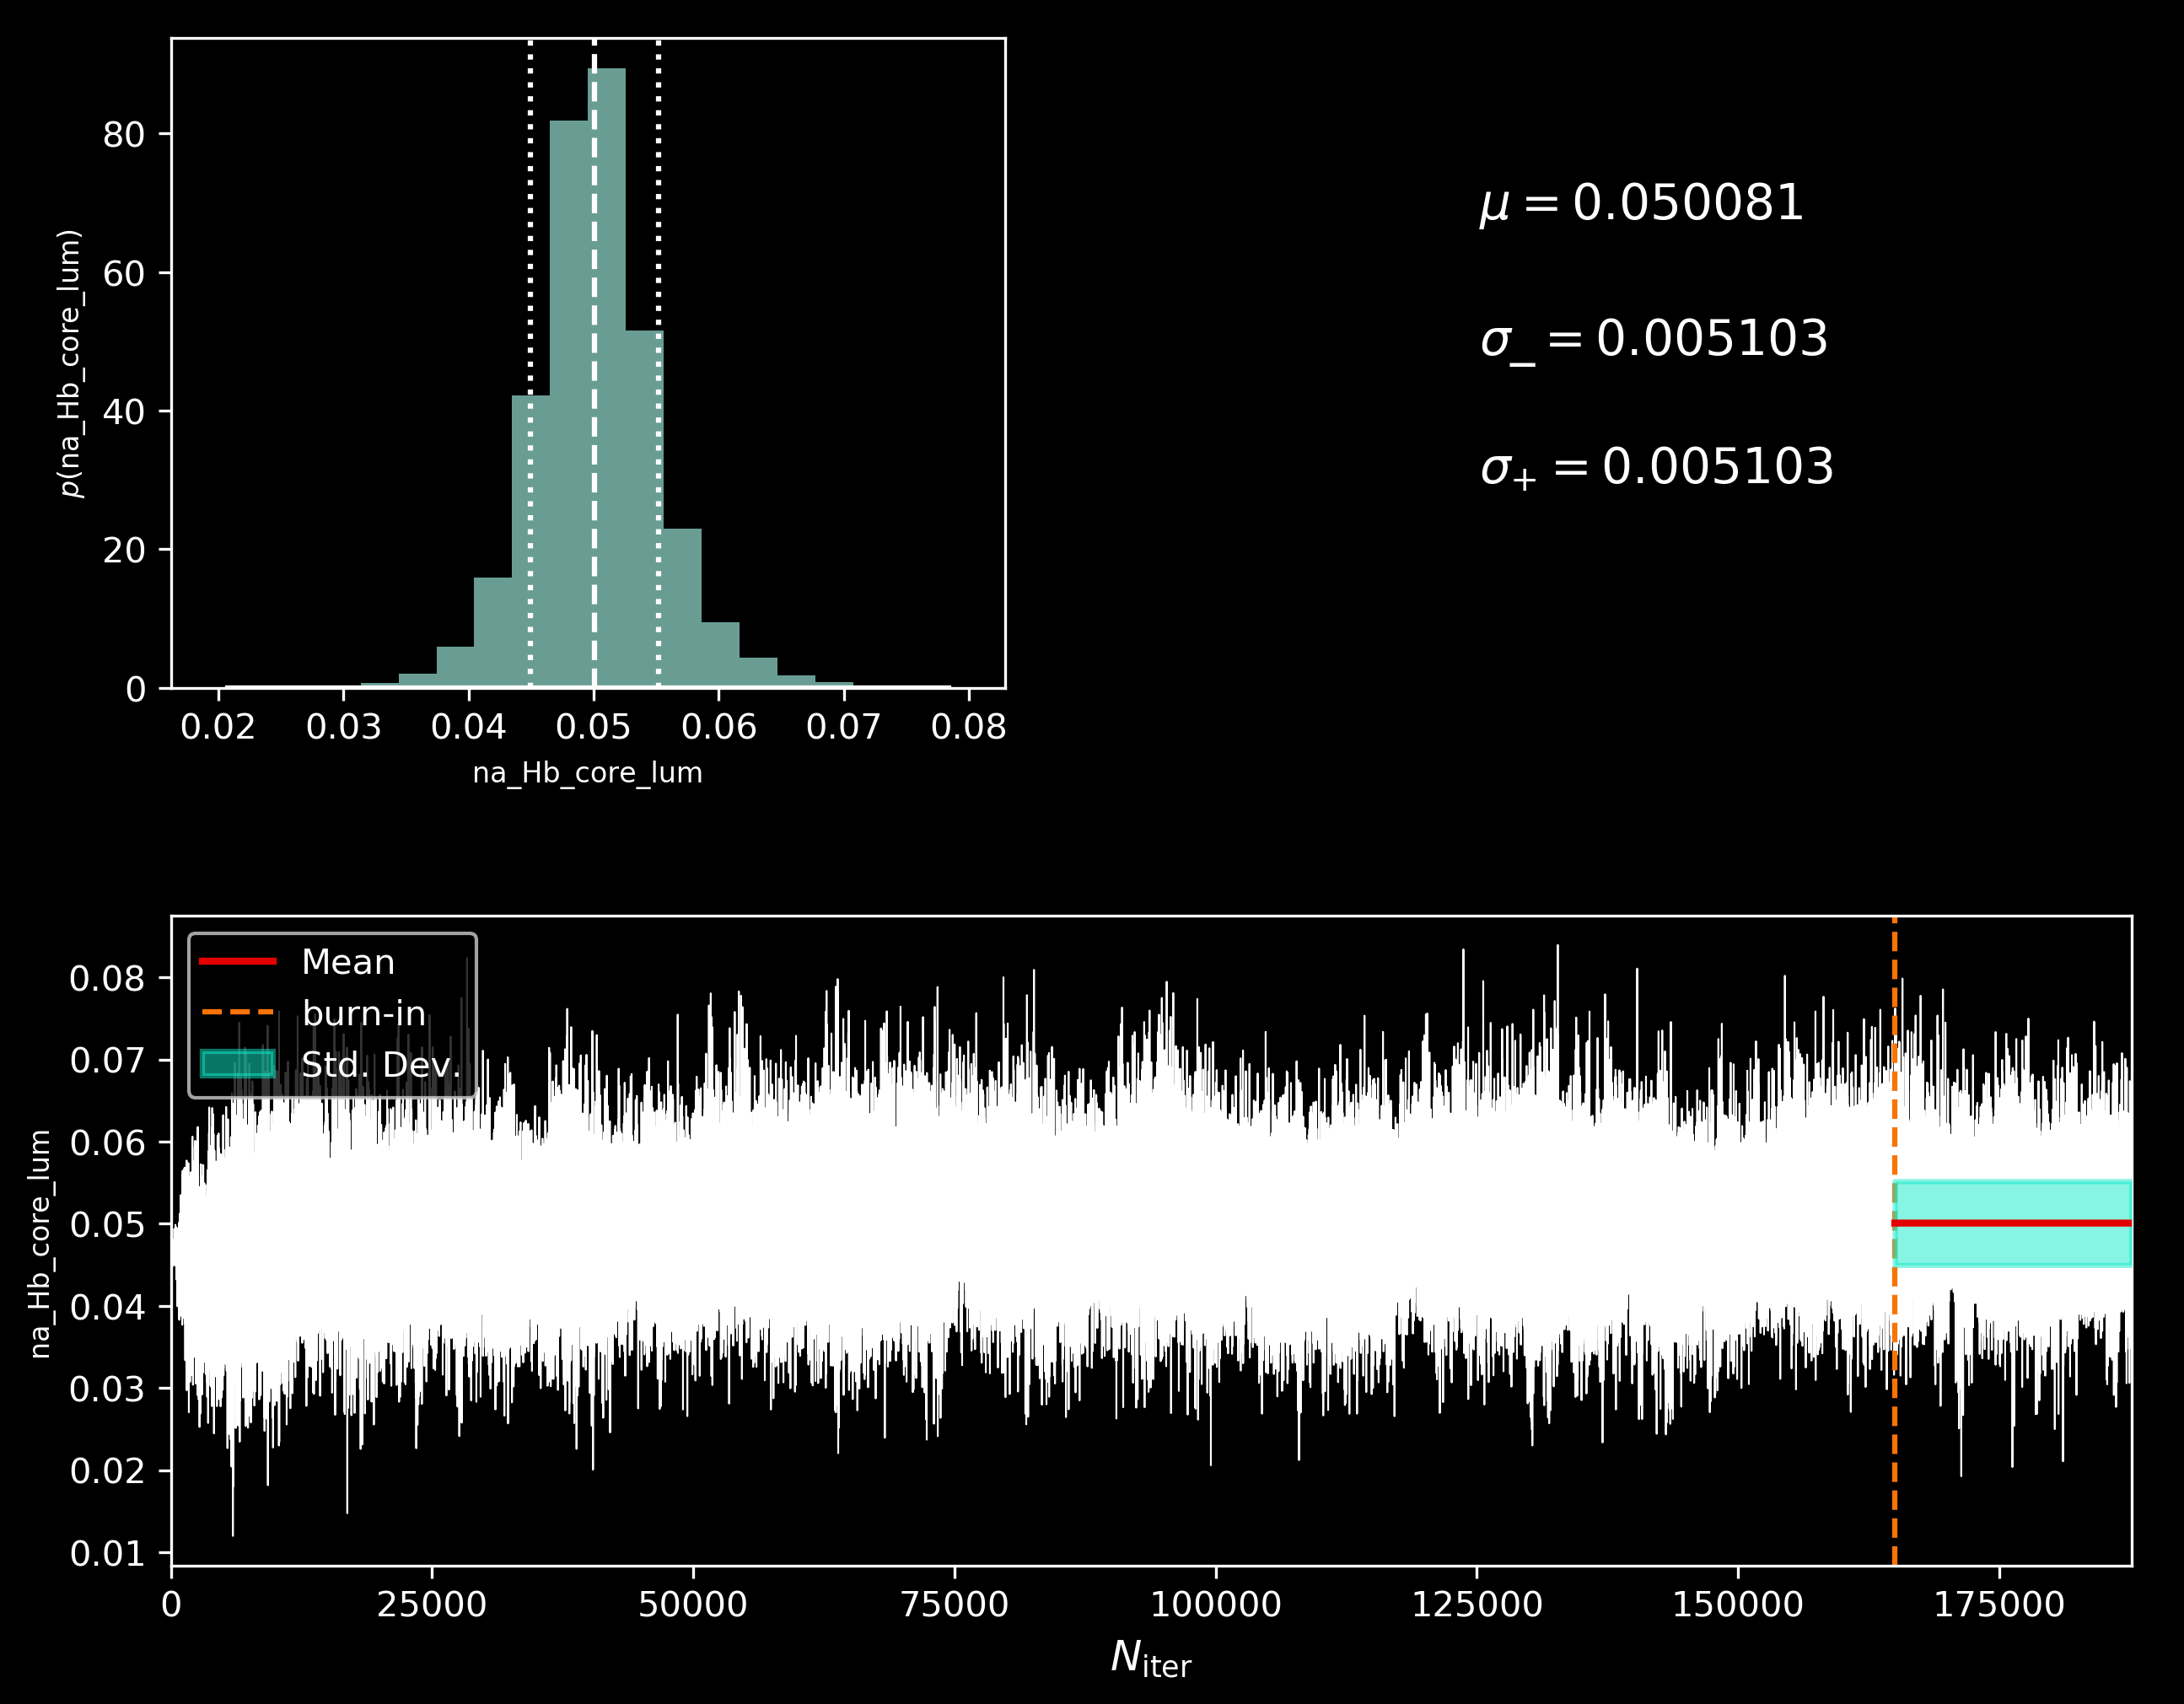 80
60
40
20
0
p(na_Hb_core_lum)
0.02 0.03 0.04 0.05 0.06 0.07 0.08
na_Hb_core_lum
μ = 0.050081
σ_− = 0.005103
σ_+ = 0.005103
Mean
burn-in
Std. Dev.
0.08
0.07
0.06
0.05
0.04
0.03
0.02
0.01
na_Hb_core_lum
0 25000 50000 75000 100000 125000 150000 175000
N_iter